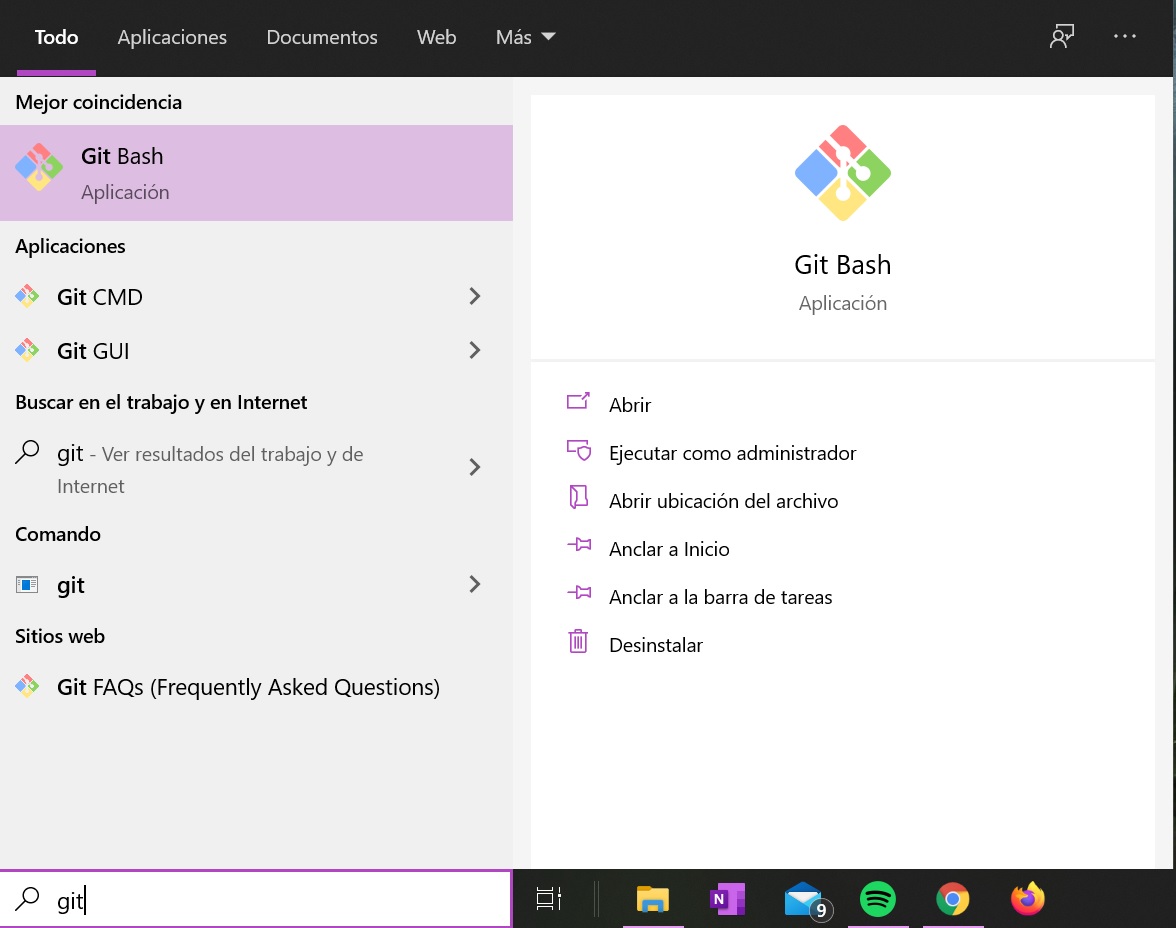 Todo Aplicaciones Documentos Web Más
Mejor coincidencia
Git Bash
Aplicación
Aplicaciones
Git CMD
Git GUI
Buscar en el trabajo y en Internet
git - Ver resultados del trabajo y de
Internet
Comando
git
Sitios web
Git FAQs (Frequently Asked Questions)
Git Bash
Aplicación
Abrir
Ejecutar como administrador
Abrir ubicación del archivo
Anclar a Inicio
Anclar a la barra de tareas
Desinstalar
git
N
9